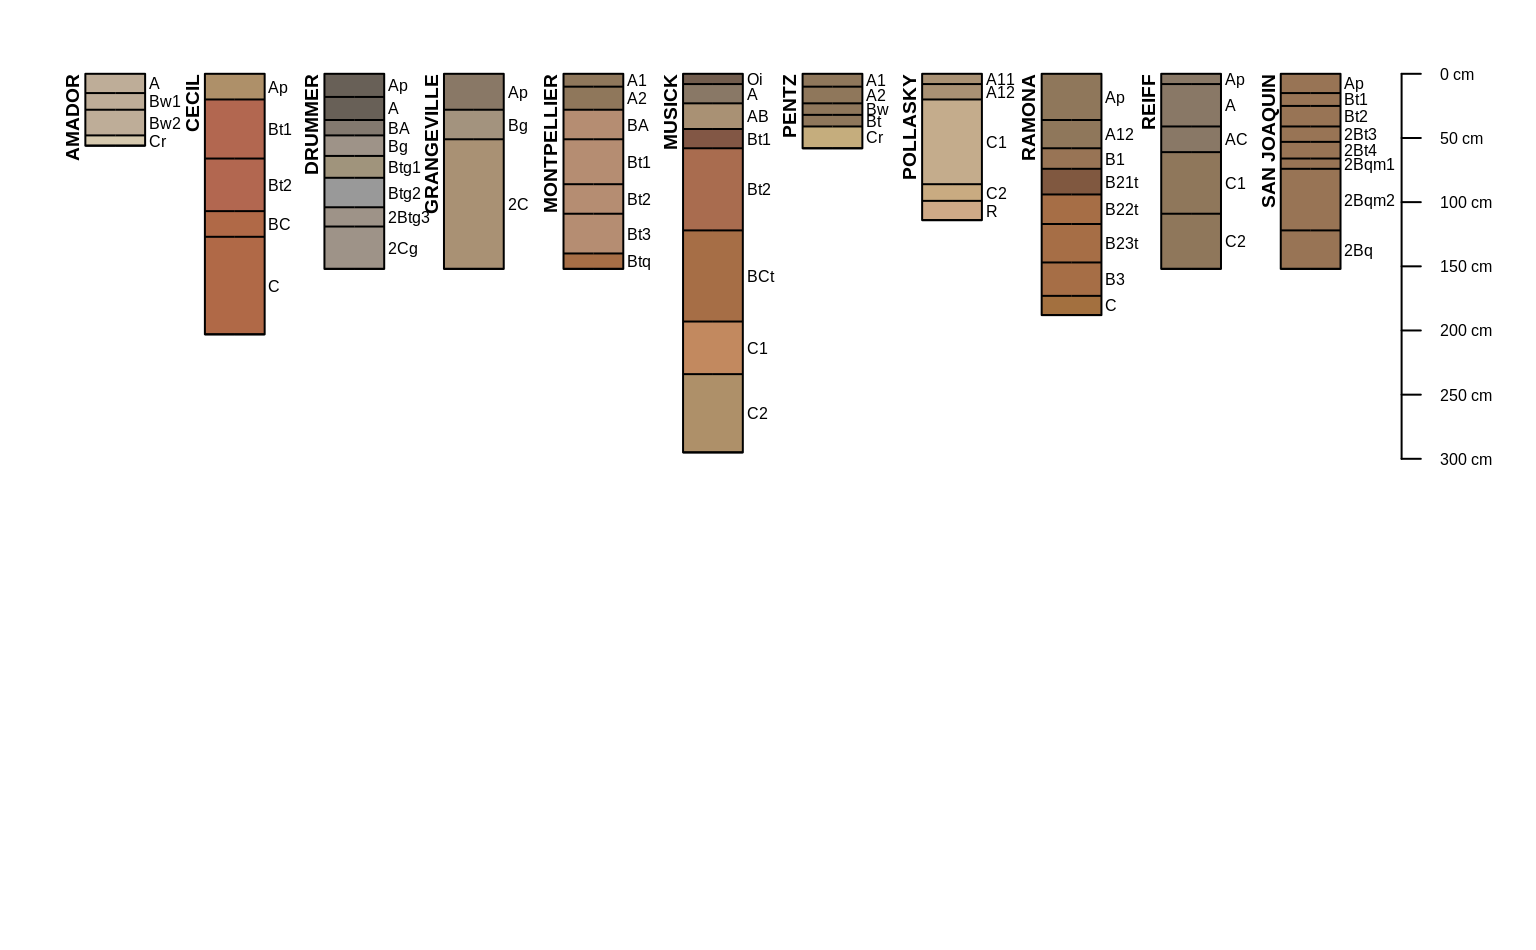 AMADOR
A
Bw1
Bw2
Cr
CECIL
Ap
Bt1
Bt2
BC
C
DRUMMER
Ap
A
BA
Bg
Btg1
Btg2
2Btg3
2Cg
GRANGEVILLE
Ap
Bg
2C
MONTPELLIER
A1
A2
BA
Bt1
Bt2
Bt3
Btq
MUSICK
Oi
A
AB
Bt1
Bt2
BCt
C1
C2
PENTZ
A1
A2
Bw
Bt
Cr
POLLASKY
A11
A12
C1
C2
R
RAMONA
Ap
A12
B1
B21t
B22t
B23t
B3
C
REIFF
Ap
A
AC
C1
C2
SAN JOAQUIN
Ap
Bt1
Bt2
2Bt3
2Bt4
2Bqm1
2Bqm2
2Bq
0 cm
50 cm
100 cm
150 cm
200 cm
250 cm
300 cm